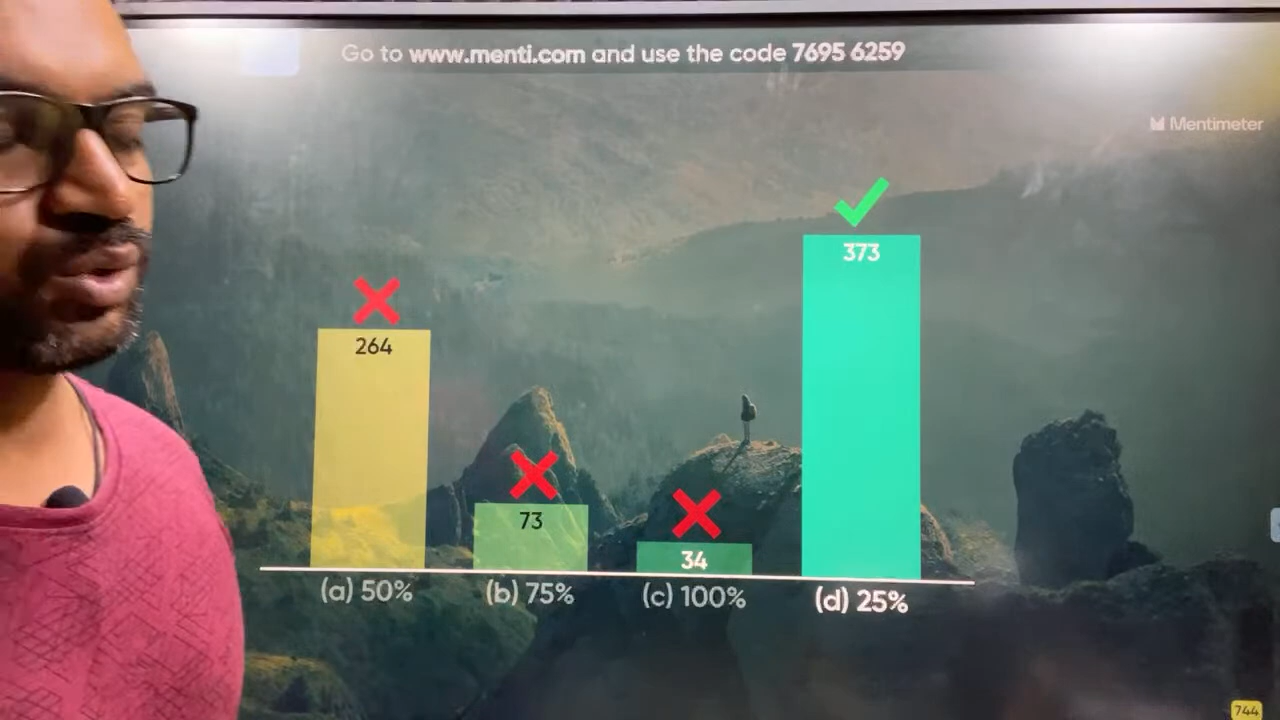 Go to www.menti.com and use the code 7695 6259
Mentimeter
373
264
73
34
(a) 50%
(b) 75%
(c) 100%
(d) 25%
744